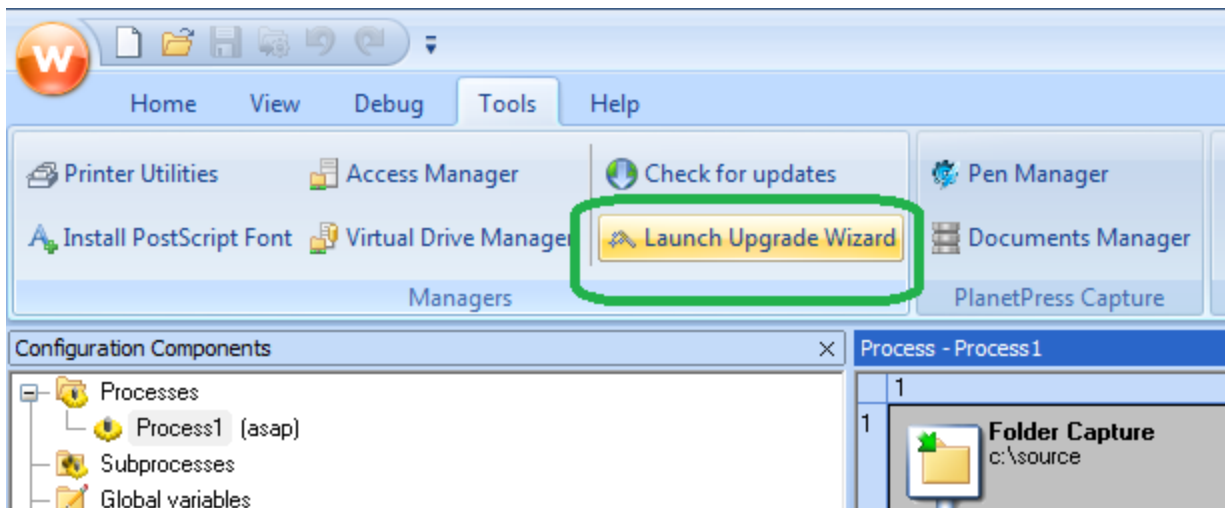 W
Home View Debug Tools Help
Printer Utilities Access Manager Check for updates Pen Manager
Install PostScript Font Virtual Drive Manager Launch Upgrade Wizard Documents Manager
Managers PlanetPress Capture
Configuration Components Process - Process1
Processes 1
Process1 (asap) 1 Folder Capture
Subprocesses c:\source
Global variables